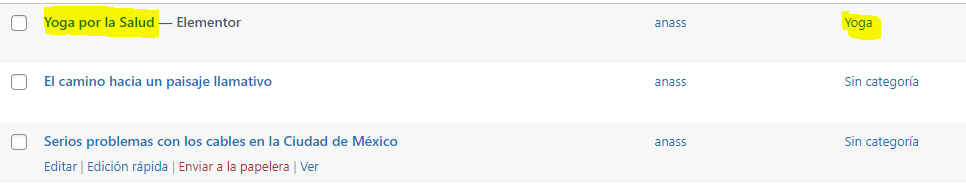 Yoga por la Salud — Elementor anass Yoga
El camino hacia un paisaje llamativo anass Sin categoría
Serios problemas con los cables en la Ciudad de México anass Sin categoría
Editar | Edición rápida | Enviar a la papelera | Ver